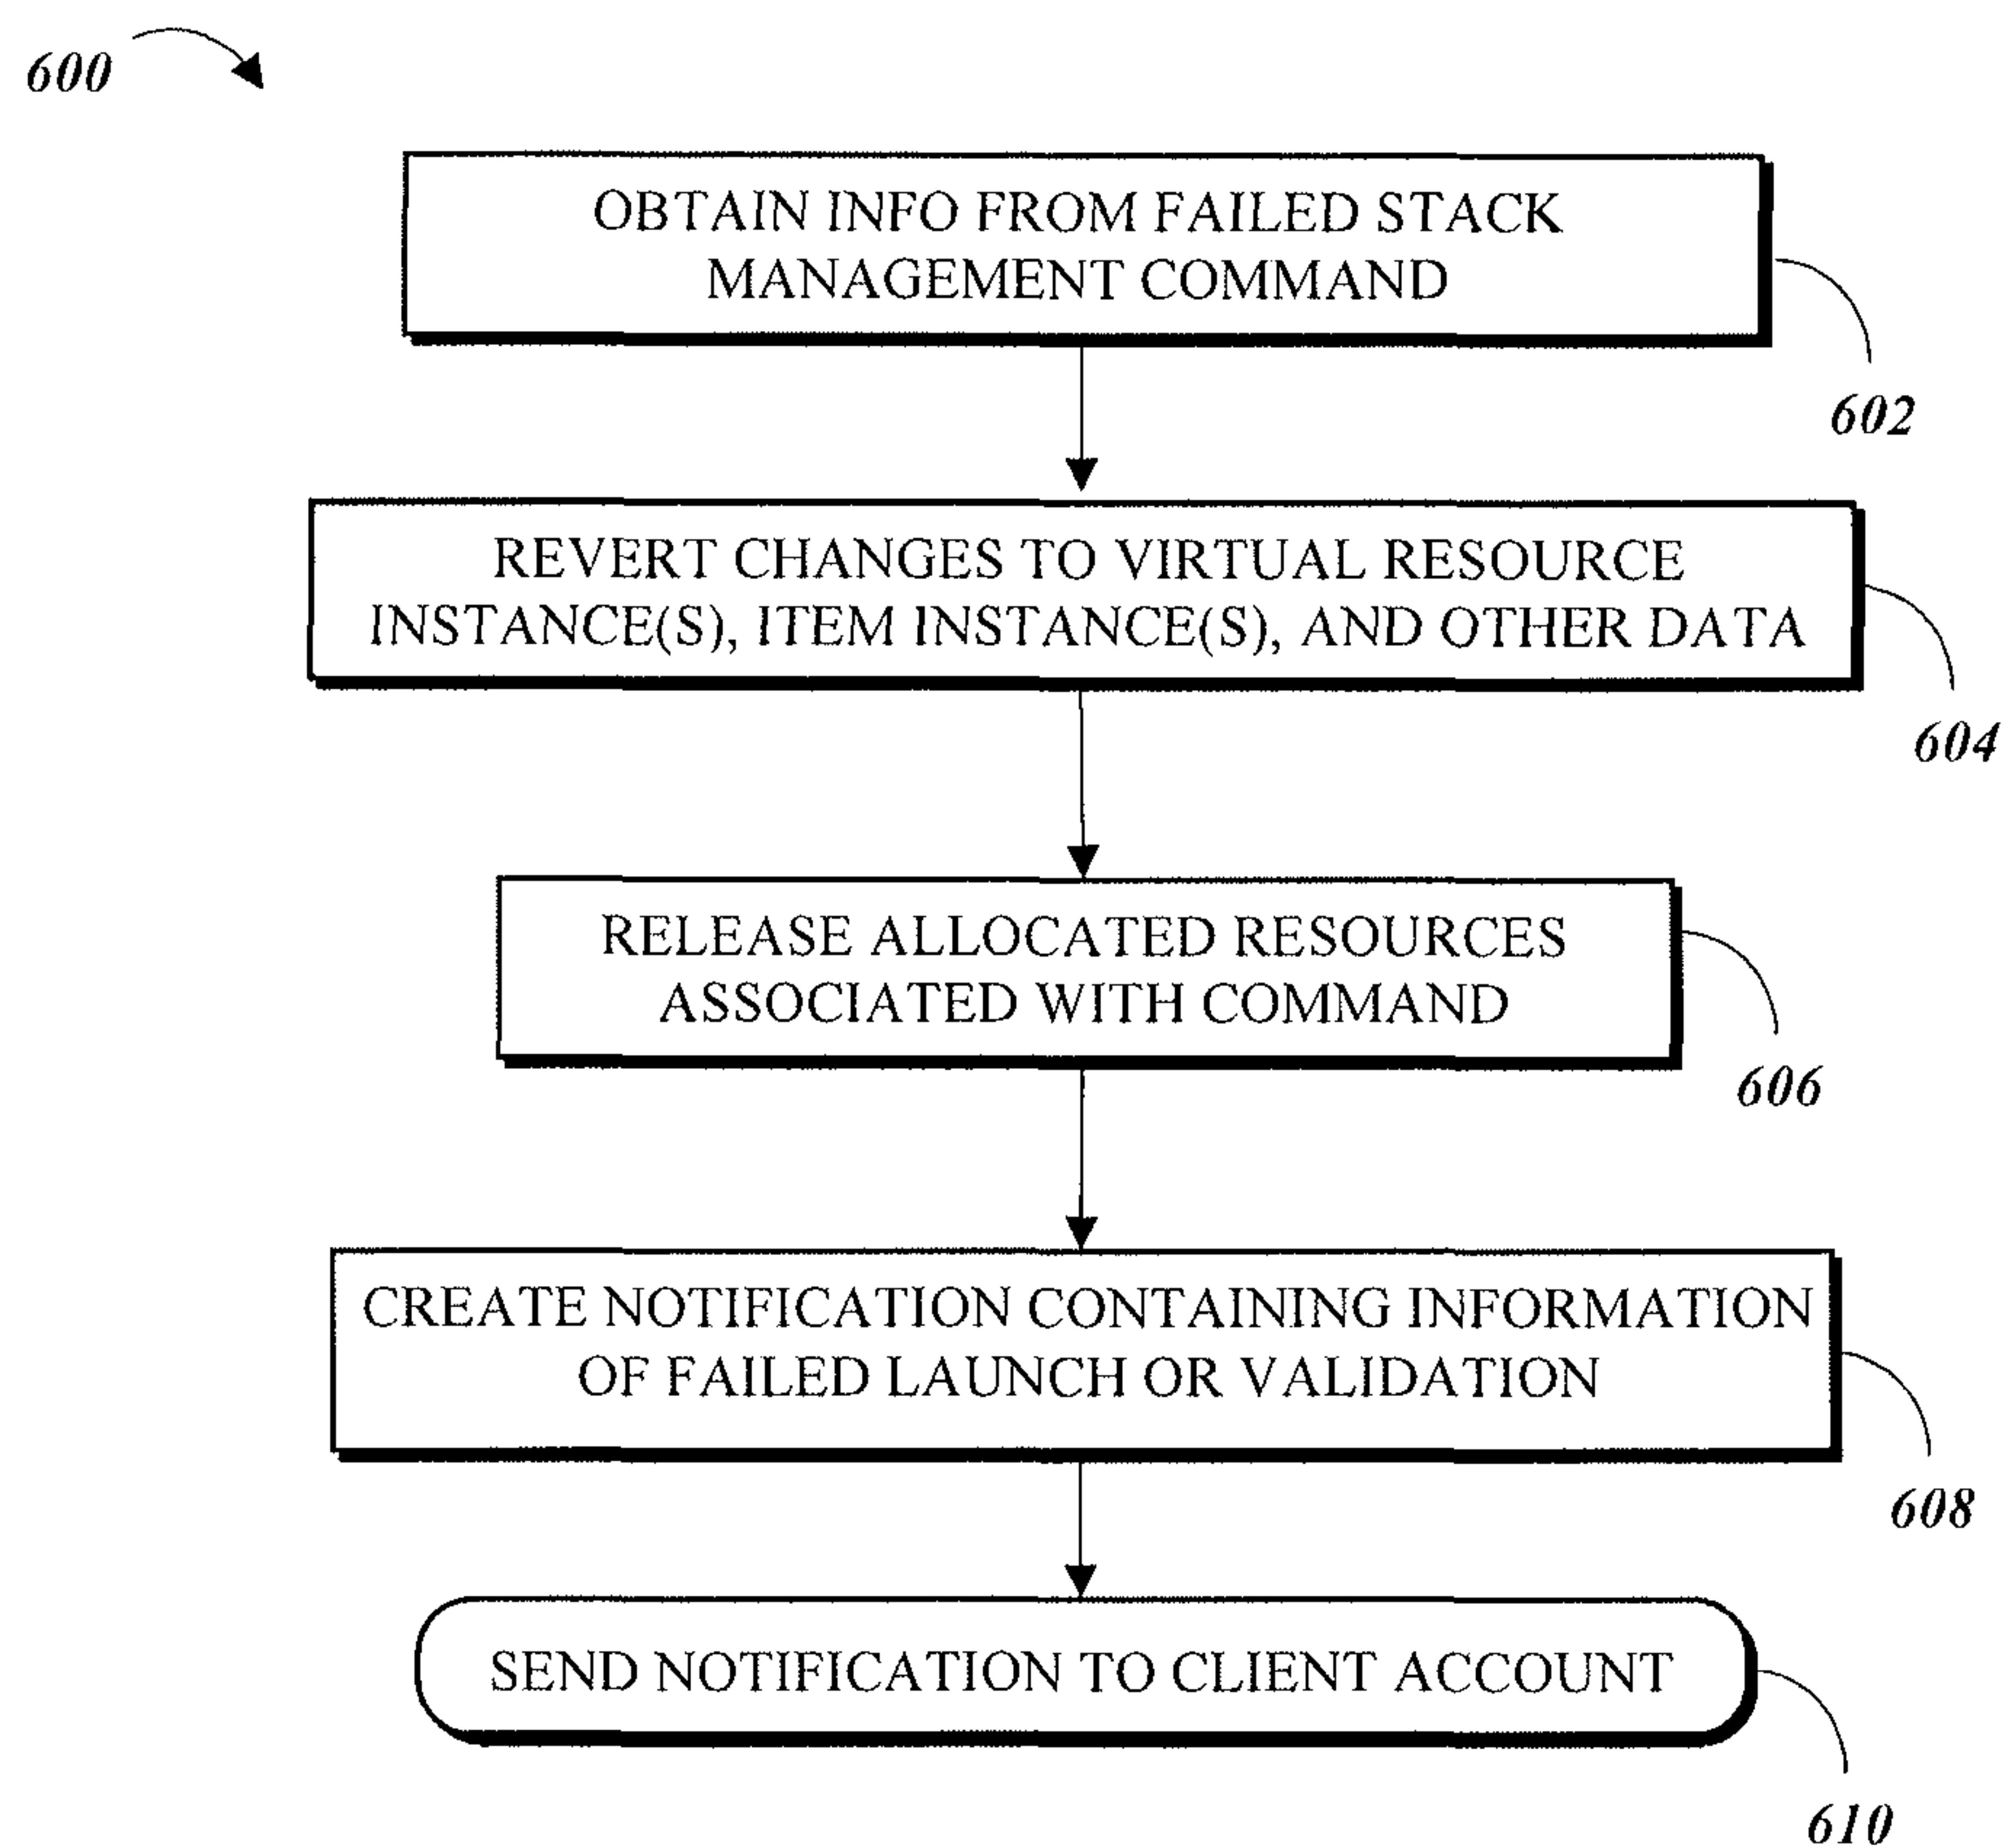 600
OBTAIN INFO FROM FAILED STACK
MANAGEMENT COMMAND
602
REVERT CHANGES TO VIRTUAL RESOURCE
INSTANCE(S), ITEM INSTANCE(S), AND OTHER DATA
604
RELEASE ALLOCATED RESOURCES
ASSOCIATED WITH COMMAND
606
CREATE NOTIFICATION CONTAINING INFORMATION
OF FAILED LAUNCH OR VALIDATION
608
SEND NOTIFICATION TO CLIENT ACCOUNT
610